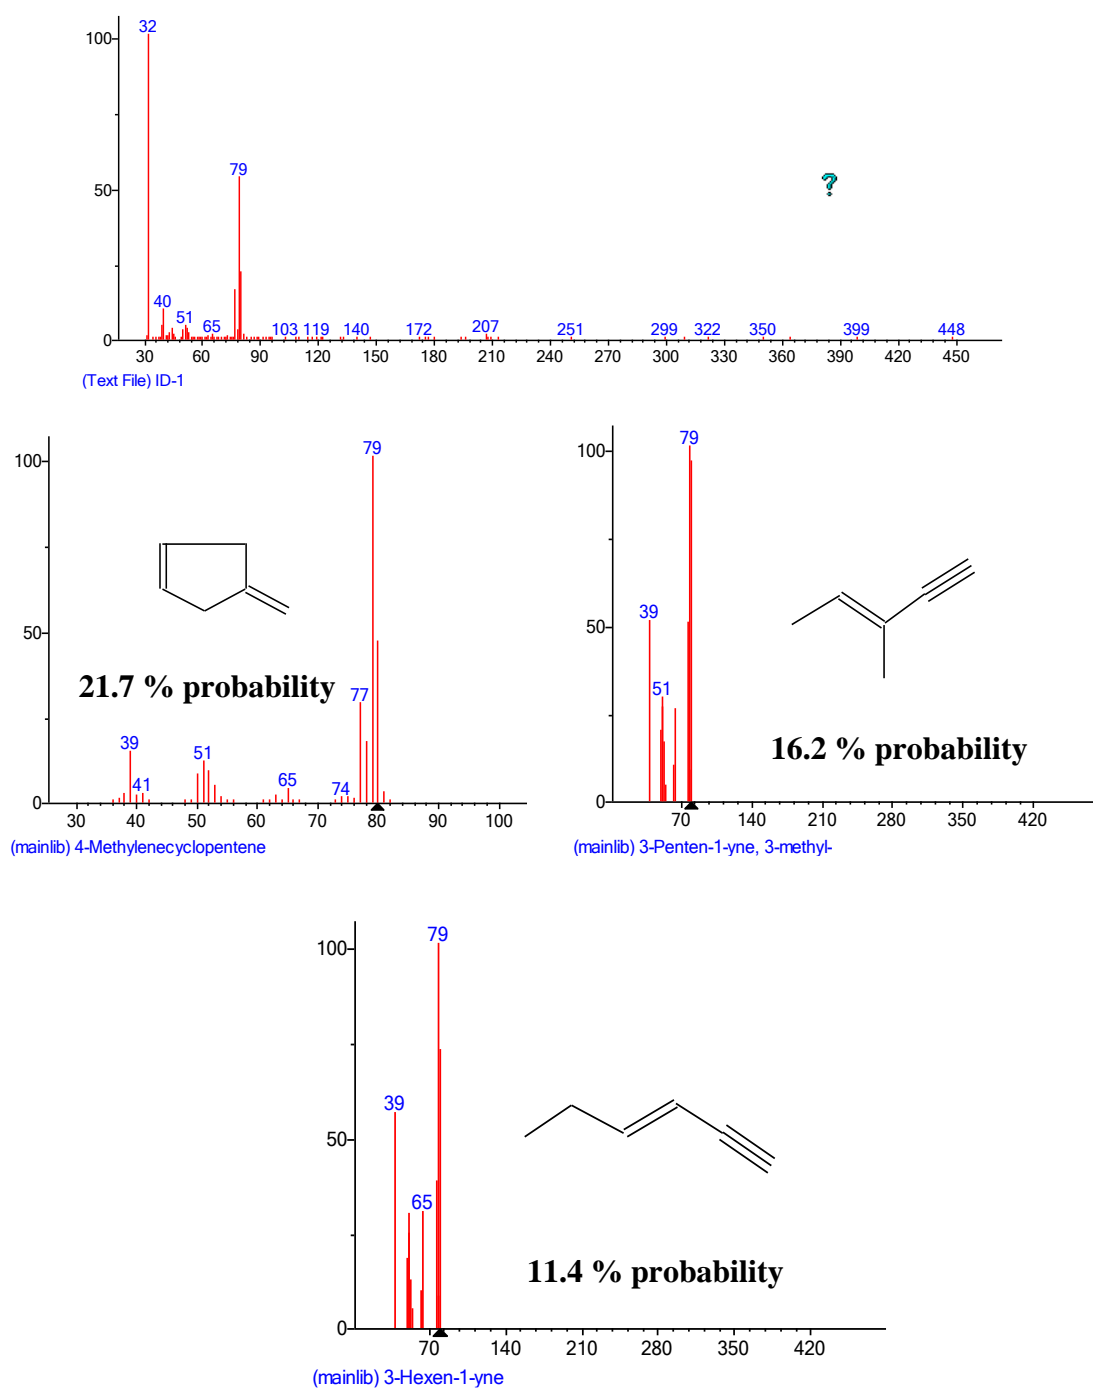 32
100
79
?
50
40
51
65
103 119 140 172 207 251 299 322 350 399 448
0
30 60 90 120 150 180 210 240 270 300 330 360 390 420 450
(Text File) ID-1
79
100
50
21.7 % probability
77
39
41
51
65
74
0
30 40 50 60 70 80 90 100
(mainlib) 4-Methylenecyclopentene
79
100
39
50
51
16.2 % probability
0
70 140 210 280 350 420
(mainlib) 3-Penten-1-yne, 3-methyl-
79
100
39
50
65
11.4 % probability
0
70 140 210 280 350 420
(mainlib) 3-Hexen-1-yne